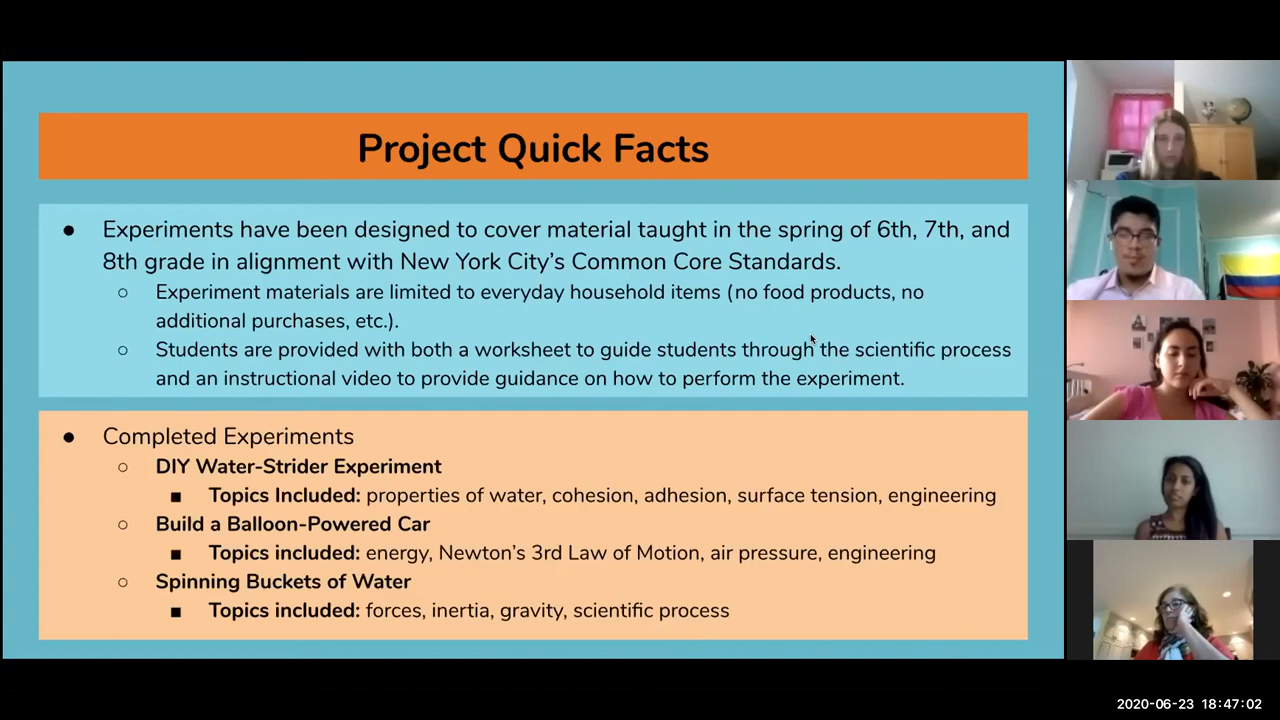 Project Quick Facts
● Experiments have been designed to cover material taught in the spring of 6th, 7th, and
8th grade in alignment with New York City’s Common Core Standards.
○ Experiment materials are limited to everyday household items (no food products, no
additional purchases, etc.).
○ Students are provided with both a worksheet to guide students through the scientific process
and an instructional video to provide guidance on how to perform the experiment.
● Completed Experiments
○ DIY Water-Strider Experiment
■ Topics Included: properties of water, cohesion, adhesion, surface tension, engineering
○ Build a Balloon-Powered Car
■ Topics included: energy, Newton’s 3rd Law of Motion, air pressure, engineering
○ Spinning Buckets of Water
■ Topics included: forces, inertia, gravity, scientific process
2020-06-23 18:47:02